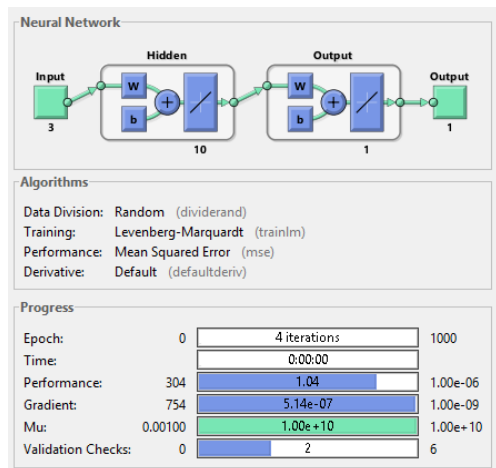 Neural Network
Hidden Output
Input Output
W W
b b
3 10 1 1
Algorithms
Data Division: Random (dividerand)
Training: Levenberg-Marquardt (trainlm)
Performance: Mean Squared Error (mse)
Derivative: Default (defaultderiv)
Progress
Epoch: 0 4 iterations 1000
Time: 0:00:00
Performance: 304 1.04 1.00e-06
Gradient: 754 5.14e-07 1.00e-09
Mu: 0.00100 1.00e+10 1.00e+10
Validation Checks: 0 2 6